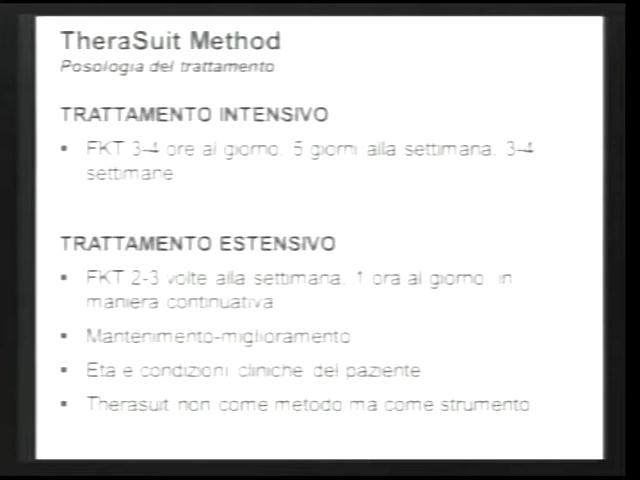 TheraSuit Method
Posologia del trattamento
TRATTAMENTO INTENSIVO
▪ FKT 3-4 ore al giorno, 5 giorni alla settimana, 3-4
settimane
TRATTAMENTO ESTENSIVO
▪ FKT 2-3 volte alla settimana, 1 ora al giorno, in
maniera continuativa
▪ Mantenimento-miglioramento
▪ Eta e condizioni cliniche del paziente
▪ Therasuit non come metodo ma come strumento